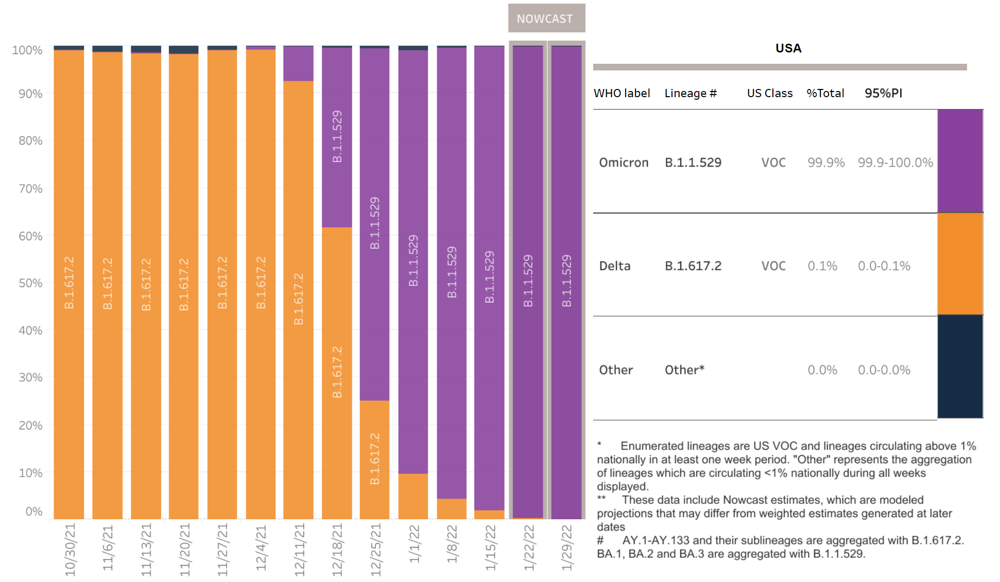 NOWCAST
100%
90%
80%
70%
60%
50%
40%
30%
20%
10%
0%
B.1.617.2
B.1.617.2
B.1.617.2
B.1.617.2
B.1.617.2
B.1.617.2
B.1.617.2
B.1.1.529
B.1.617.2
B.1.1.529
B.1.617.2
B.1.1.529
B.1.1.529
B.1.1.529
B.1.1.529
B.1.1.529
10/30/21
11/6/21
11/13/21
11/20/21
11/27/21
12/4/21
12/11/21
12/18/21
12/25/21
1/1/22
1/8/22
1/15/22
1/22/22
1/29/22
USA
WHO label Lineage # US Class %Total 95%PI
Omicron B.1.1.529 VOC 99.9% 99.9-100.0%
Delta B.1.617.2 VOC 0.1% 0.0-0.1%
Other Other* 0.0% 0.0-0.0%
* Enumerated lineages are US VOC and lineages circulating above 1%
nationally in at least one week period. "Other" represents the aggregation
of lineages which are circulating <1% nationally during all weeks
displayed.
** These data include Nowcast estimates, which are modeled
projections that may differ from weighted estimates generated at later
dates
# AY.1-AY.133 and their sublineages are aggregated with B.1.617.2.
BA.1, BA.2 and BA.3 are aggregated with B.1.1.529.